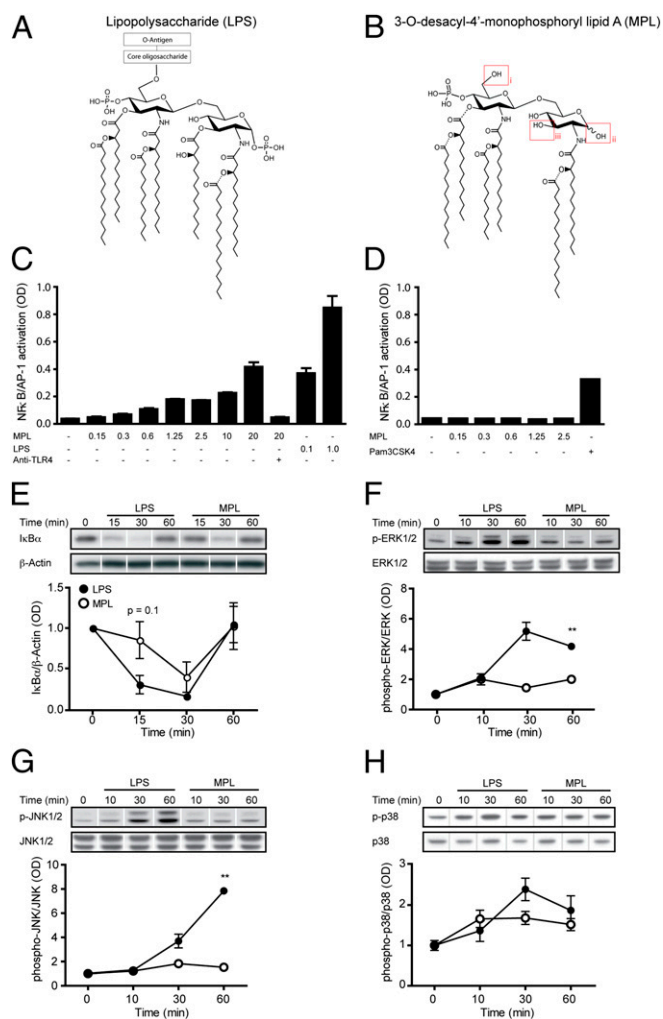 A
Lipopolysaccharide (LPS)
O-Antigen
Core oligosaccharide
B
3-O-desacyl-4'-monophosphoryl lipid A (MPL)
OH
i
iii
ii
C
NFκB/AP-1 activation (OD)
1.0
0.8
0.6
0.4
0.2
0.0
MPL - 0.15 0.3 0.6 1.25 2.5 10 20 20 - -
LPS - - - - - - - - - 0.1 1.0
Anti-TLR4 - - - - - - - - + - -
D
NFκB/AP-1 activation (OD)
1.0
0.8
0.6
0.4
0.2
0.0
MPL - 0.15 0.3 0.6 1.25 2.5 -
Pam3CSK4 - - - - - - +
E
LPS MPL
Time (min) 0 15 30 60 15 30 60
IκBα
β-Actin
LPS
MPL
p = 0.1
IκBα/β-Actin (OD)
1.5
1.0
0.5
0.0
0 15 30 60
Time (min)
F
LPS MPL
Time (min) 0 10 30 60 10 30 60
p-ERK1/2
ERK1/2
phospho-ERK/ERK (OD)
8
6
4
2
0
**
0 10 30 60
Time (min)
G
LPS MPL
Time (min) 0 10 30 60 10 30 60
p-JNK1/2
JNK1/2
phospho-JNK/JNK (OD)
10
8
6
4
2
0
**
0 10 30 60
Time (min)
H
LPS MPL
Time (min) 0 10 30 60 10 30 60
p-p38
p38
phospho-p38/p38 (OD)
3
2
1
0
0 10 30 60
Time (min)